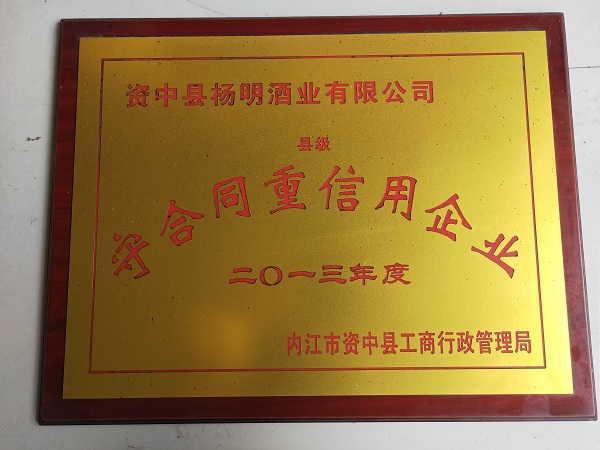 资中县杨明酒业有限公司
县级
守合同重信用企业
二〇一三年度
内江市资中县工商行政管理局